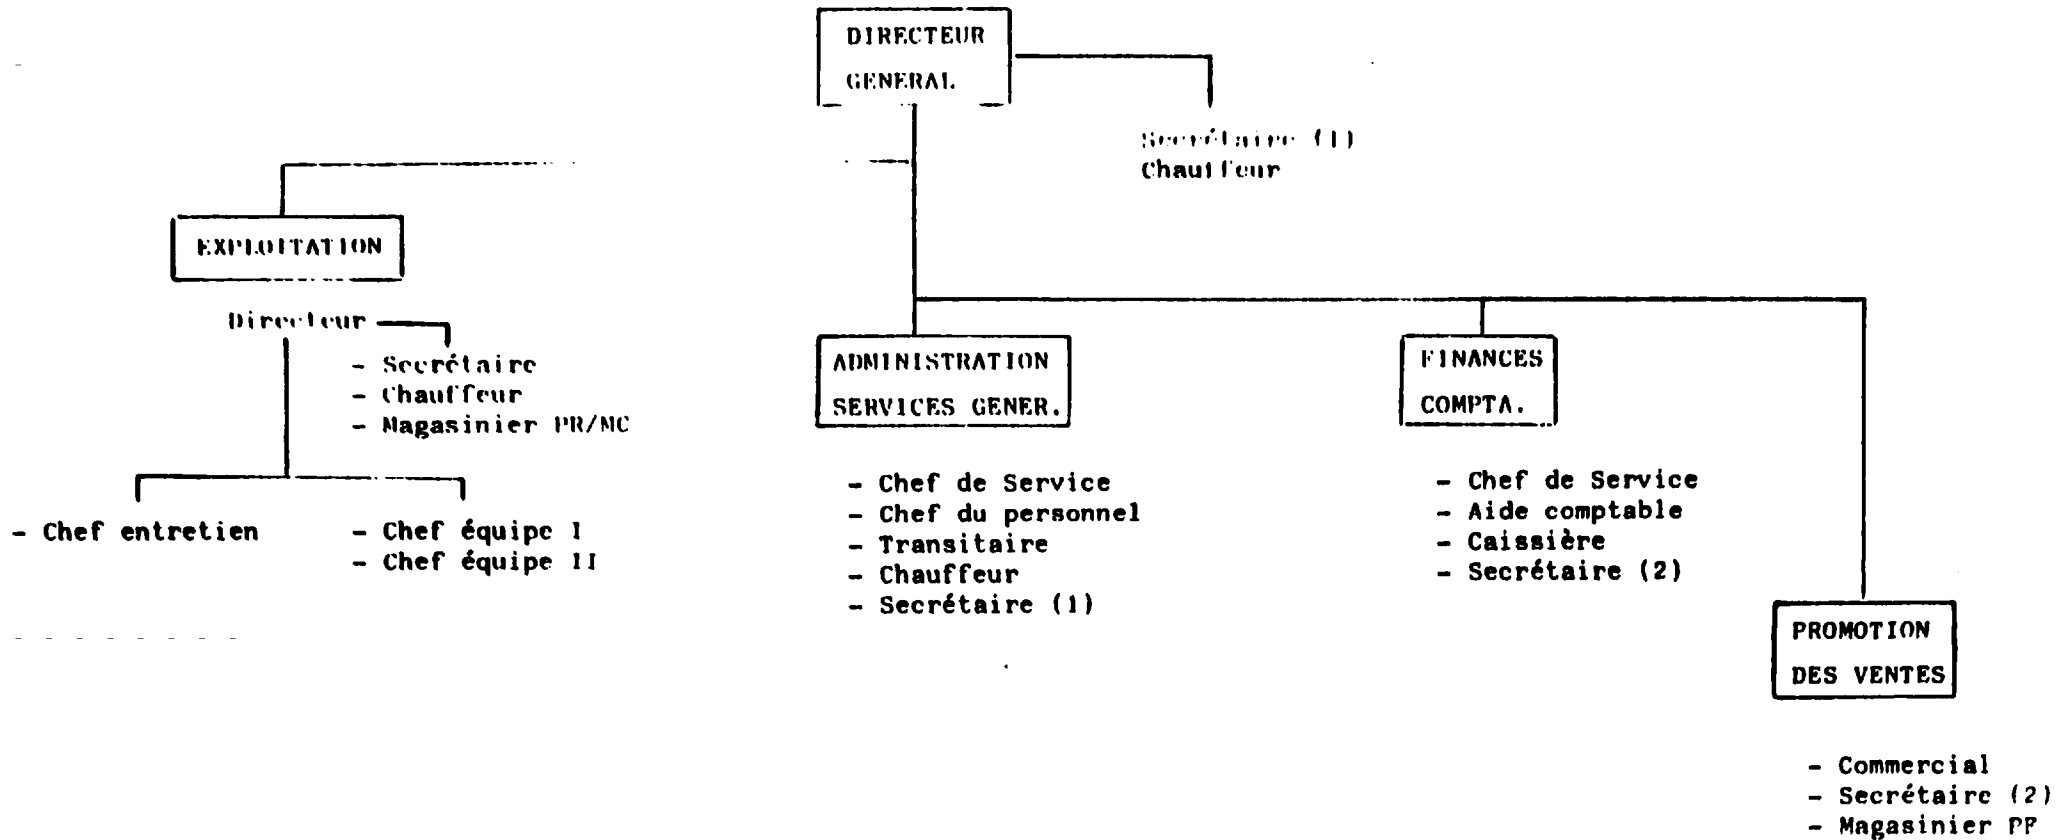 DIRECTEUR
GENERAL
Secrétaire (1)
Chauffeur
EXPLOITATION
Directeur
- Secrétaire
- Chauffeur
- Magasinier PR/MC
- Chef entretien
- Chef équipe I
- Chef équipe II
ADMINISTRATION
SERVICES GENER.
- Chef de Service
- Chef du personnel
- Transitaire
- Chauffeur
- Secrétaire (1)
FINANCES
COMPTA.
- Chef de Service
- Aide comptable
- Caissière
- Secrétaire (2)
PROMOTION
DES VENTES
- Commercial
- Secrétaire (2)
- Magasinier PF